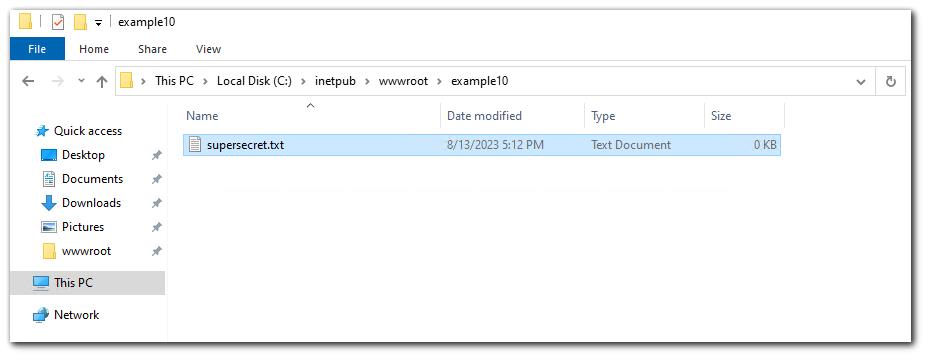 example10
File Home Share View
This PC Local Disk (C:) inetpub wwwroot example10
Name Date modified Type Size
Quick access
supersecret.txt 8/13/2023 5:12 PM Text Document 0 KB
Desktop
Documents
Downloads
Pictures
wwwroot
This PC
Network